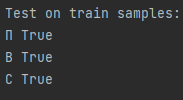 Test on train samples:
П True
В True
С True